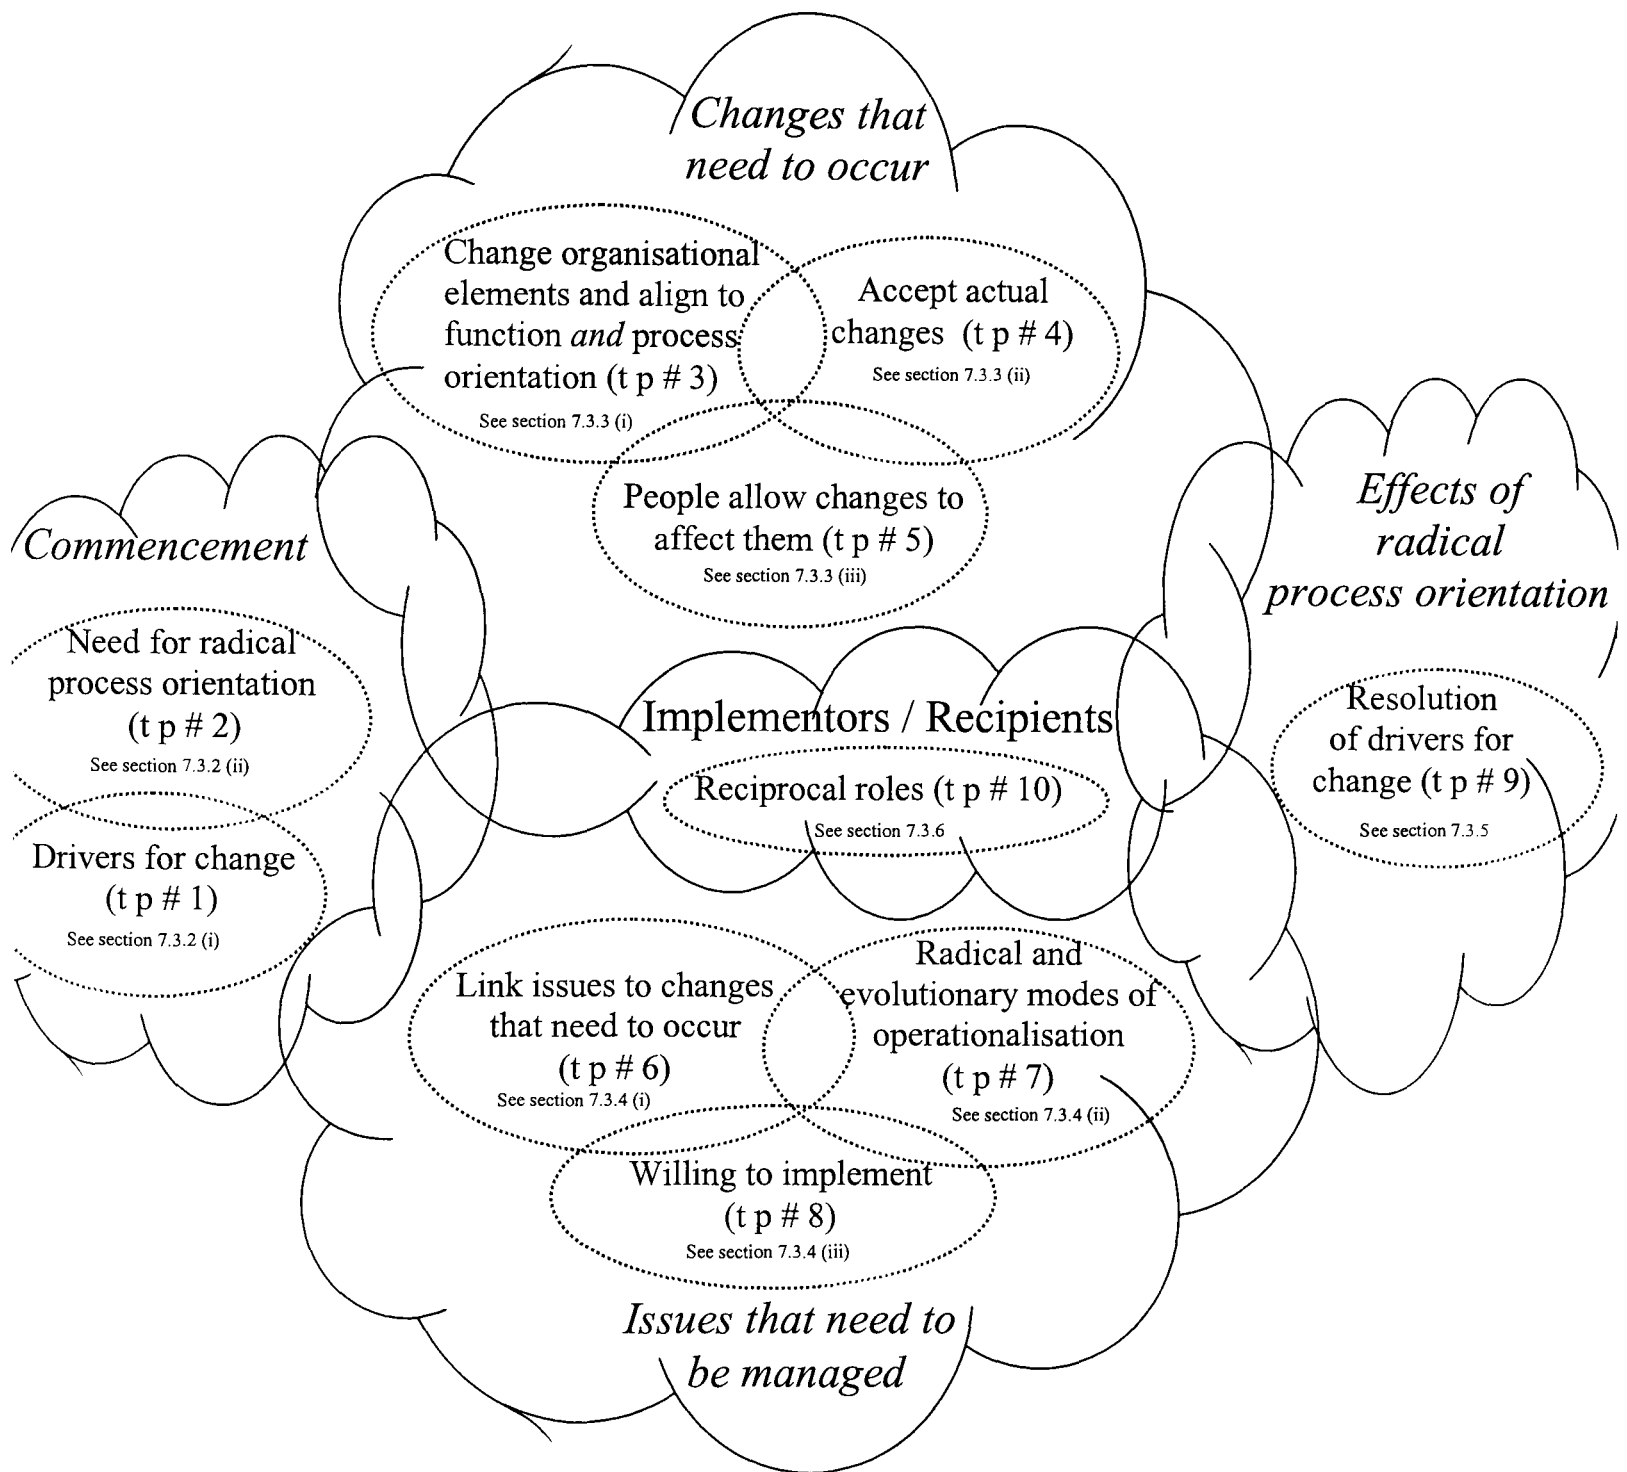 Changes that
need to occur
Change organisational
elements and align to
function and process
orientation (t p # 3)
See section 7.3.3 (i)
Accept actual
changes (t p # 4)
See section 7.3.3 (ii)
People allow changes to
affect them (t p # 5)
See section 7.3.3 (iii)
Commencement
Need for radical
process orientation
(t p # 2)
See section 7.3.2 (ii)
Drivers for change
(t p # 1)
See section 7.3.2 (i)
Implementors / Recipients
Reciprocal roles (t p # 10)
See section 7.3.6
Effects of
radical
process orientation
Resolution
of drivers for
change (t p # 9)
See section 7.3.5
Link issues to changes
that need to occur
(t p # 6)
See section 7.3.4 (i)
Radical and
evolutionary modes of
operationalisation
(t p # 7)
See section 7.3.4 (ii)
Willing to implement
(t p # 8)
See section 7.3.4 (iii)
Issues that need to
be managed